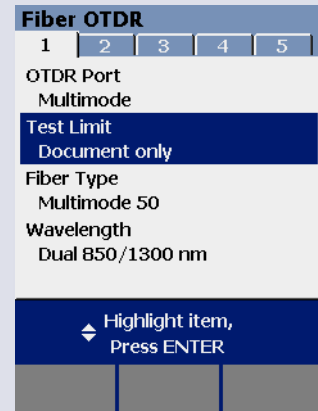 Fiber OTDR
1 2 3 4 5
OTDR Port
Multimode
Test Limit
Document only
Fiber Type
Multimode 50
Wavelength
Dual 850/1300 nm
Highlight item,
Press ENTER